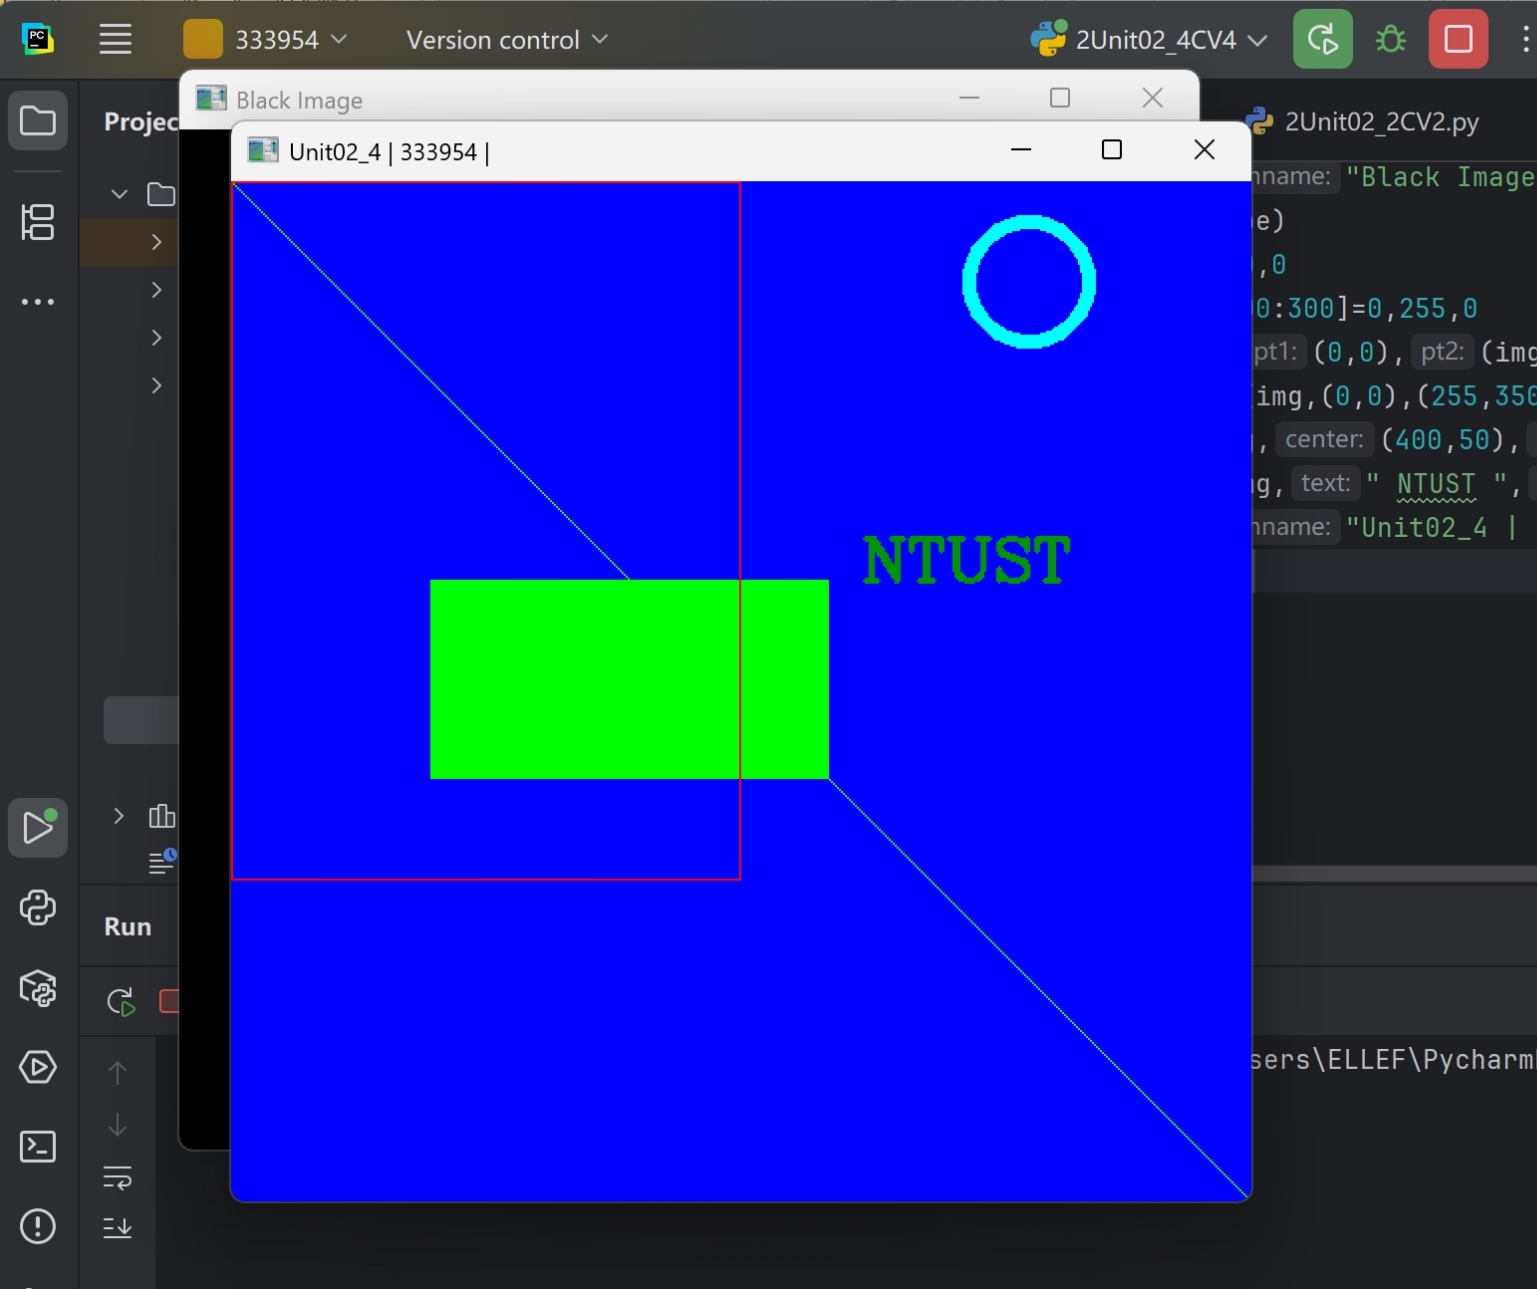 PC
333954
Version control
2Unit02_4CV4
Projec
Black Image
2Unit02_2CV2.py
Unit02_4 | 333954 |
nname: "Black Image
e)
,0
0:300]=0,255,0
pt1: (0,0), pt2: (img
img,(0,0),(255,350
, center: (400,50),
g, text: " NTUST ",
nname: "Unit02_4 |
NTUST
Run
sers\ELLEF\Pycharm